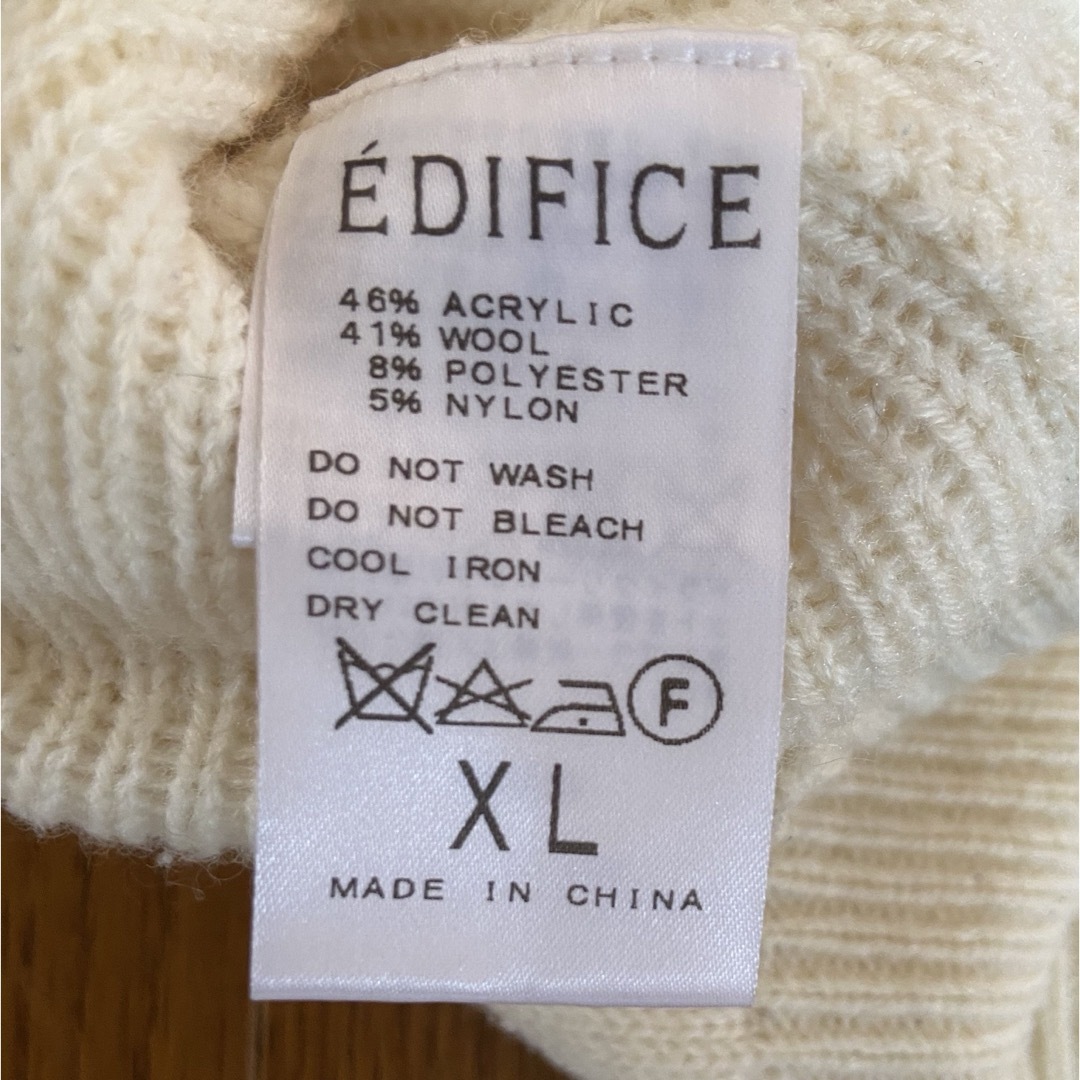 ÉDIFICE
46% ACRYLIC
41% WOOL
8% POLYESTER
5% NYLON
DO NOT WASH
DO NOT BLEACH
COOL IRON
DRY CLEAN
F
XL
MADE IN CHINA